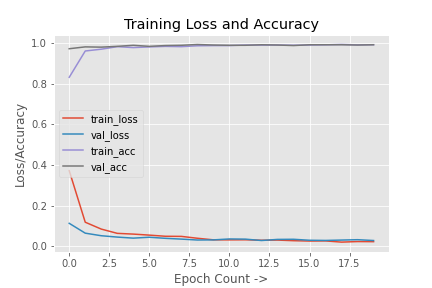 Training Loss and Accuracy
1.0
0.8
0.6
0.4
0.2
0.0
Loss/Accuracy
train_loss
val_loss
train_acc
val_acc
0.0 2.5 5.0 7.5 10.0 12.5 15.0 17.5
Epoch Count ->